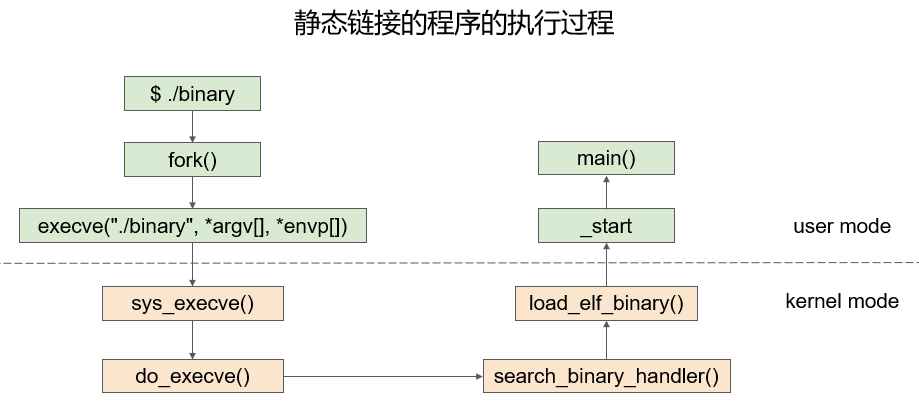 静态链接的程序的执行过程
$ ./binary
fork()
execve("./binary", *argv[], *envp[])
sys_execve()
do_execve()
search_binary_handler()
load_elf_binary()
_start
main()
user mode
kernel mode